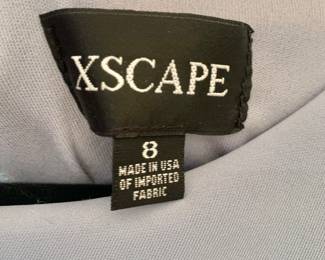 XSCAPE
8
MADE IN USA
OF IMPORTED
FABRIC